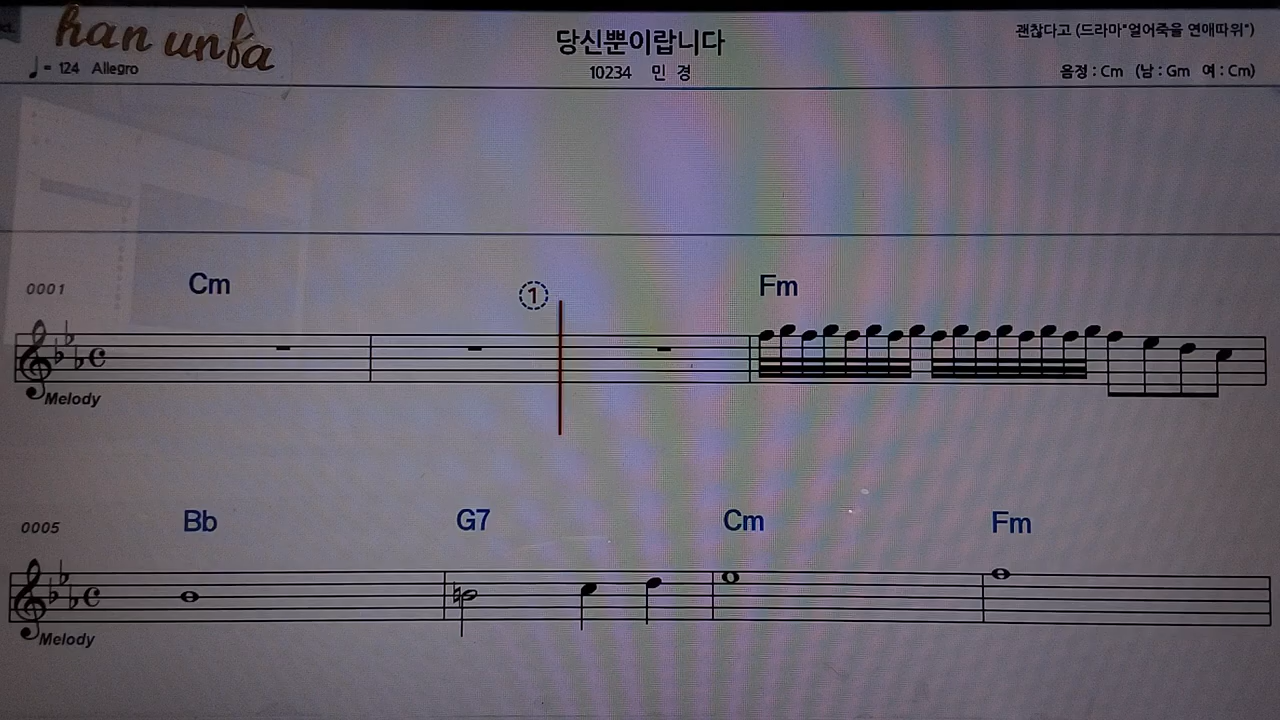 han unfa
당신뿐이랍니다
괜찮다고 (드라마"얼어죽을 연애따위")
♩= 124 Allegro
10234 민 경
음정 : Cm (남 : Gm 여 : Cm)
0001 Cm ① Fm
Melody
0005 Bb G7 Cm Fm
Melody